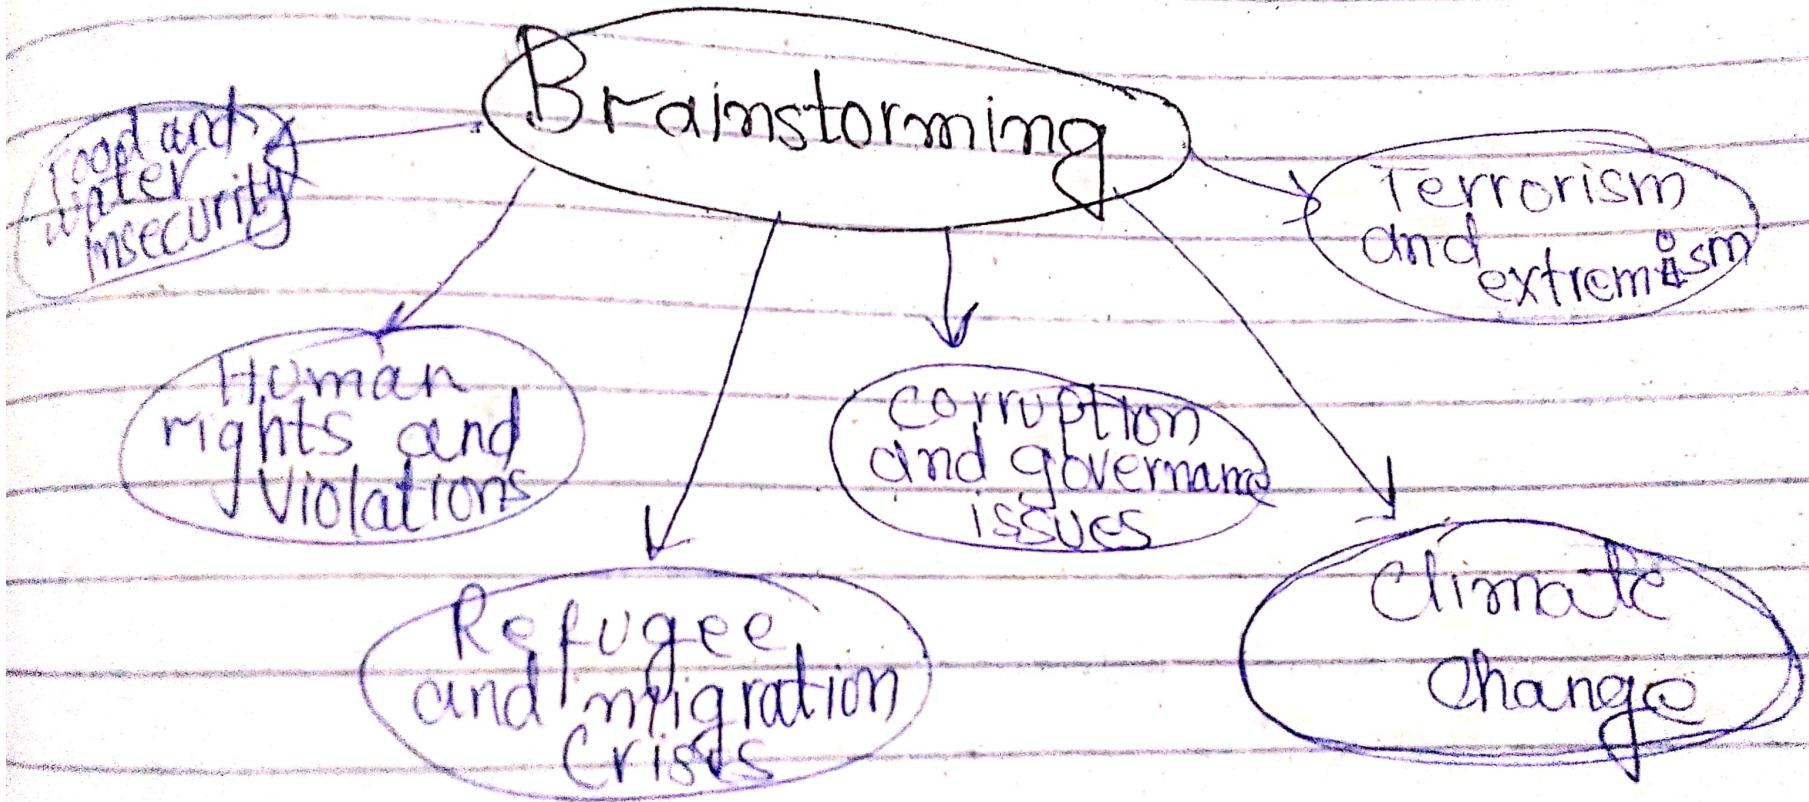 Brainstorming
Food and
water
insecurity
Terrorism
and
extremism
Human
rights and
violations
corruption
and governance
issues
Refugee
and migration
Crisis
Climate
Change